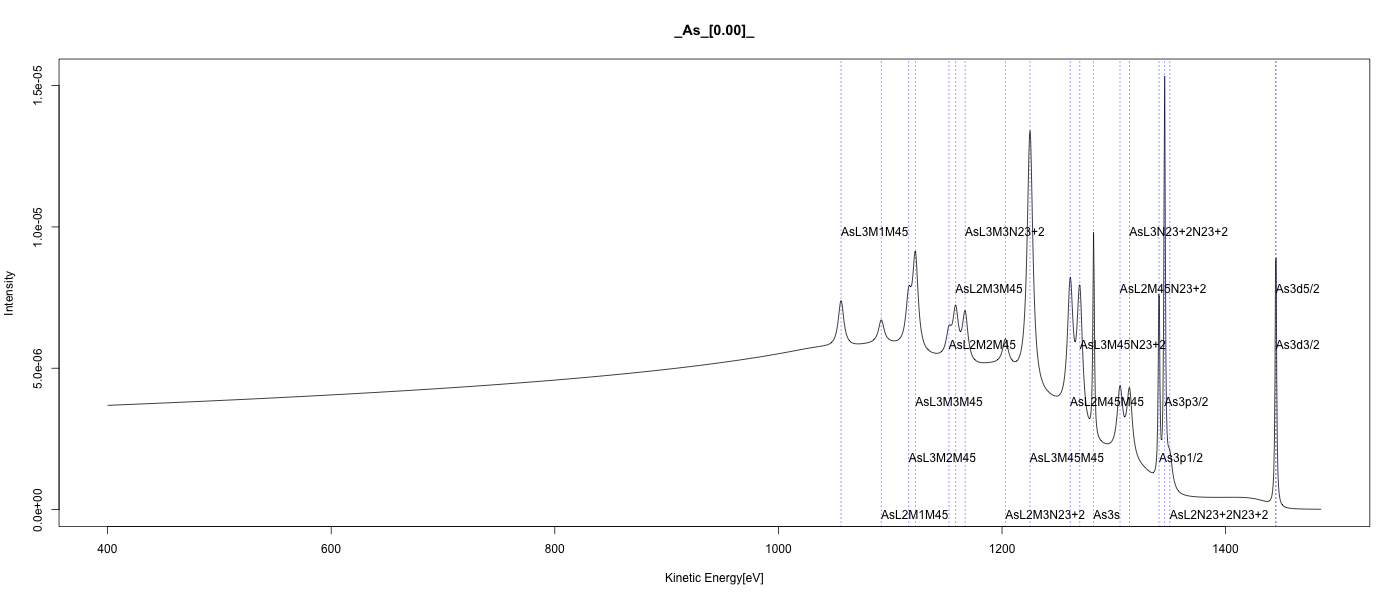 _As_[0.00]_
1.5e-05
AsL3M1M45
AsL3M3N23+2
AsL3N23+2N23+2
1.0e-05
AsL2M3M45
AsL2M45N23+2
As3d5/2
Intensity
AsL2M2M45
AsL3M45N23+2
As3d3/2
5.0e-06
AsL3M3M45
AsL2M45M45
As3p3/2
AsL3M2M45
AsL3M45M45
As3p1/2
0.0e+00
AsL2M1M45
AsL2M3N23+2
As3s
AsL2N23+2N23+2
400 600 800 1000 1200 1400
Kinetic Energy[eV]